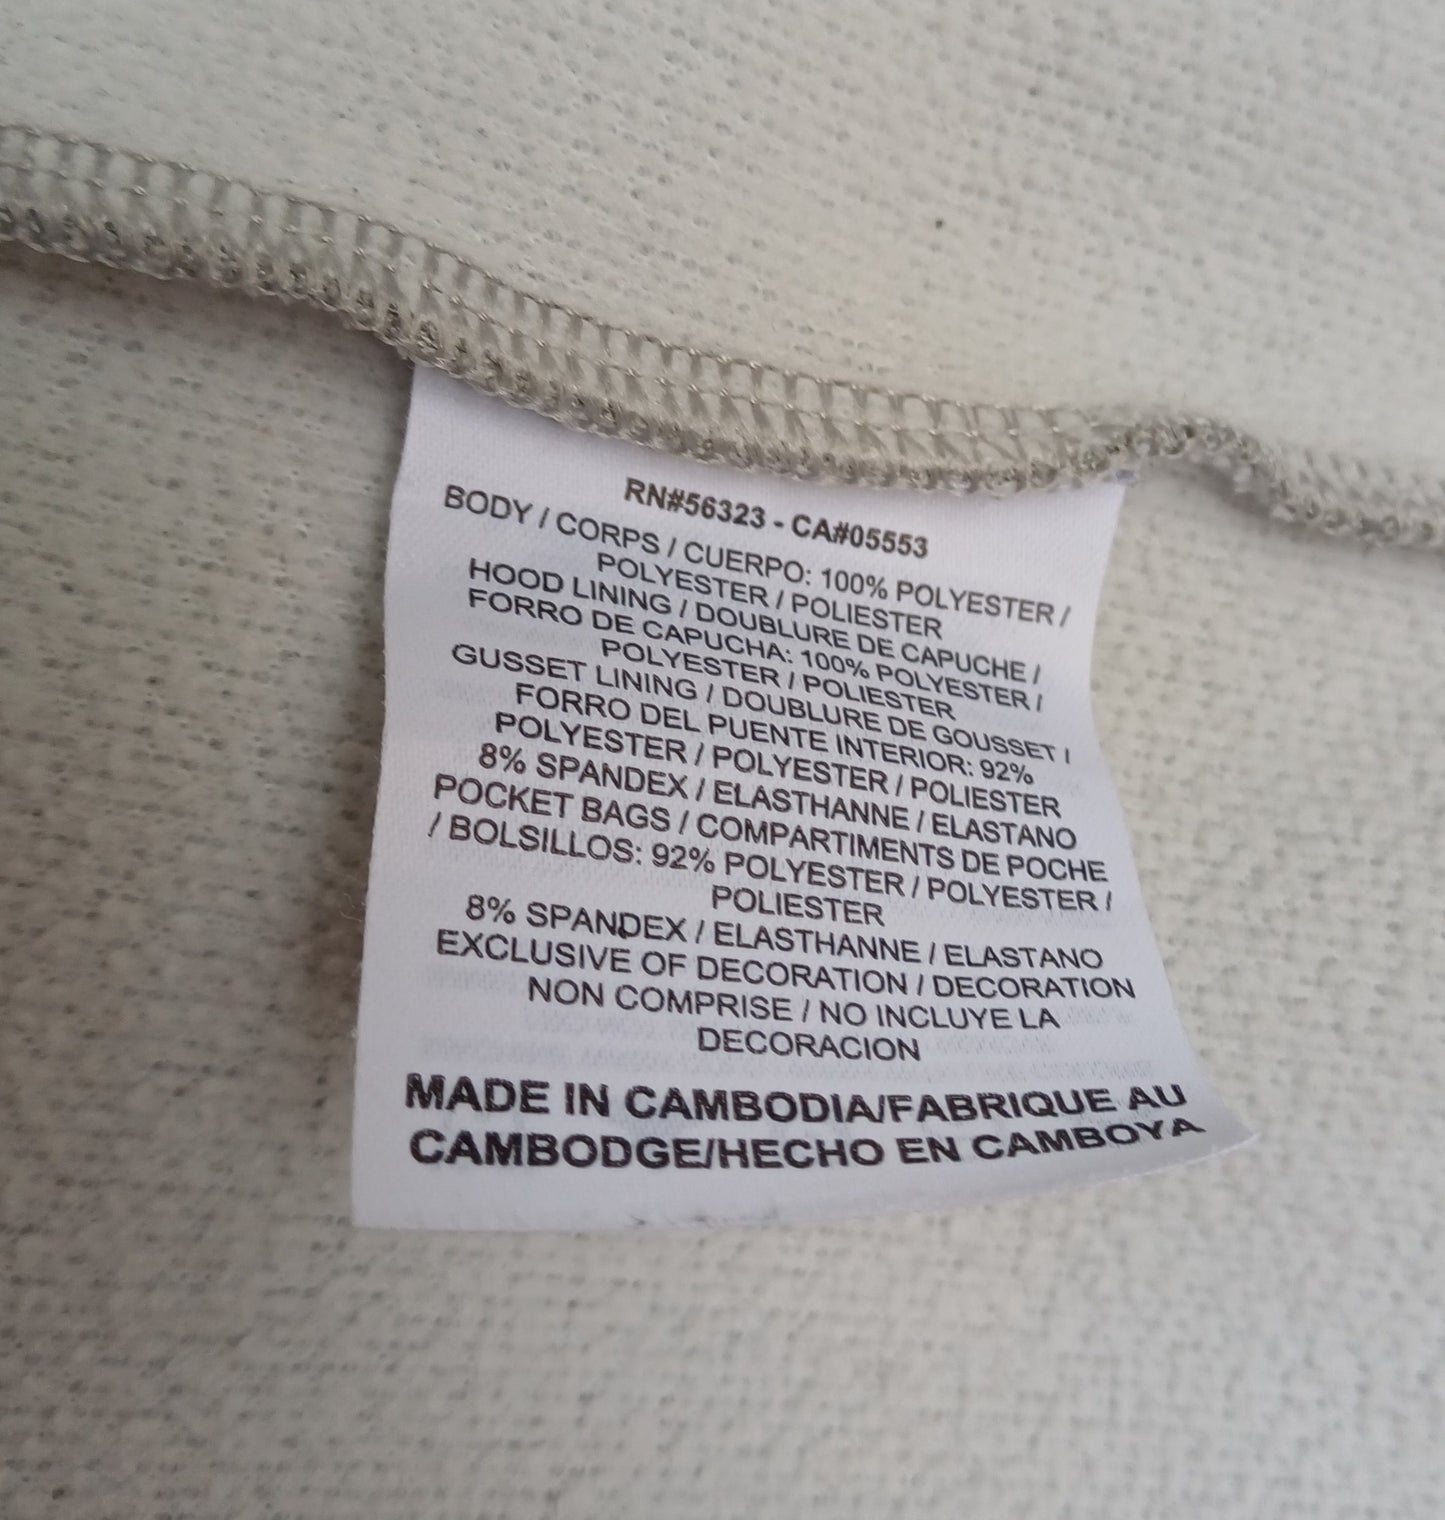 RN#56323 - CA#05553
BODY / CORPS / CUERPO: 100% POLYESTER /
POLYESTER / POLIESTER
HOOD LINING / DOUBLURE DE CAPUCHE /
FORRO DE CAPUCHA: 100% POLYESTER /
POLYESTER / POLIESTER
GUSSET LINING / DOUBLURE DE GOUSSET /
FORRO DEL PUENTE INTERIOR: 92%
POLYESTER / POLYESTER / POLIESTER
8% SPANDEX / ELASTHANNE / ELASTANO
POCKET BAGS / COMPARTIMENTS DE POCHE
/ BOLSILLOS: 92% POLYESTER / POLYESTER /
POLIESTER
8% SPANDEX / ELASTHANNE / ELASTANO
EXCLUSIVE OF DECORATION / DECORATION
NON COMPRISE / NO INCLUYE LA
DECORACION
MADE IN CAMBODIA/FABRIQUE AU
CAMBODGE/HECHO EN CAMBOYA